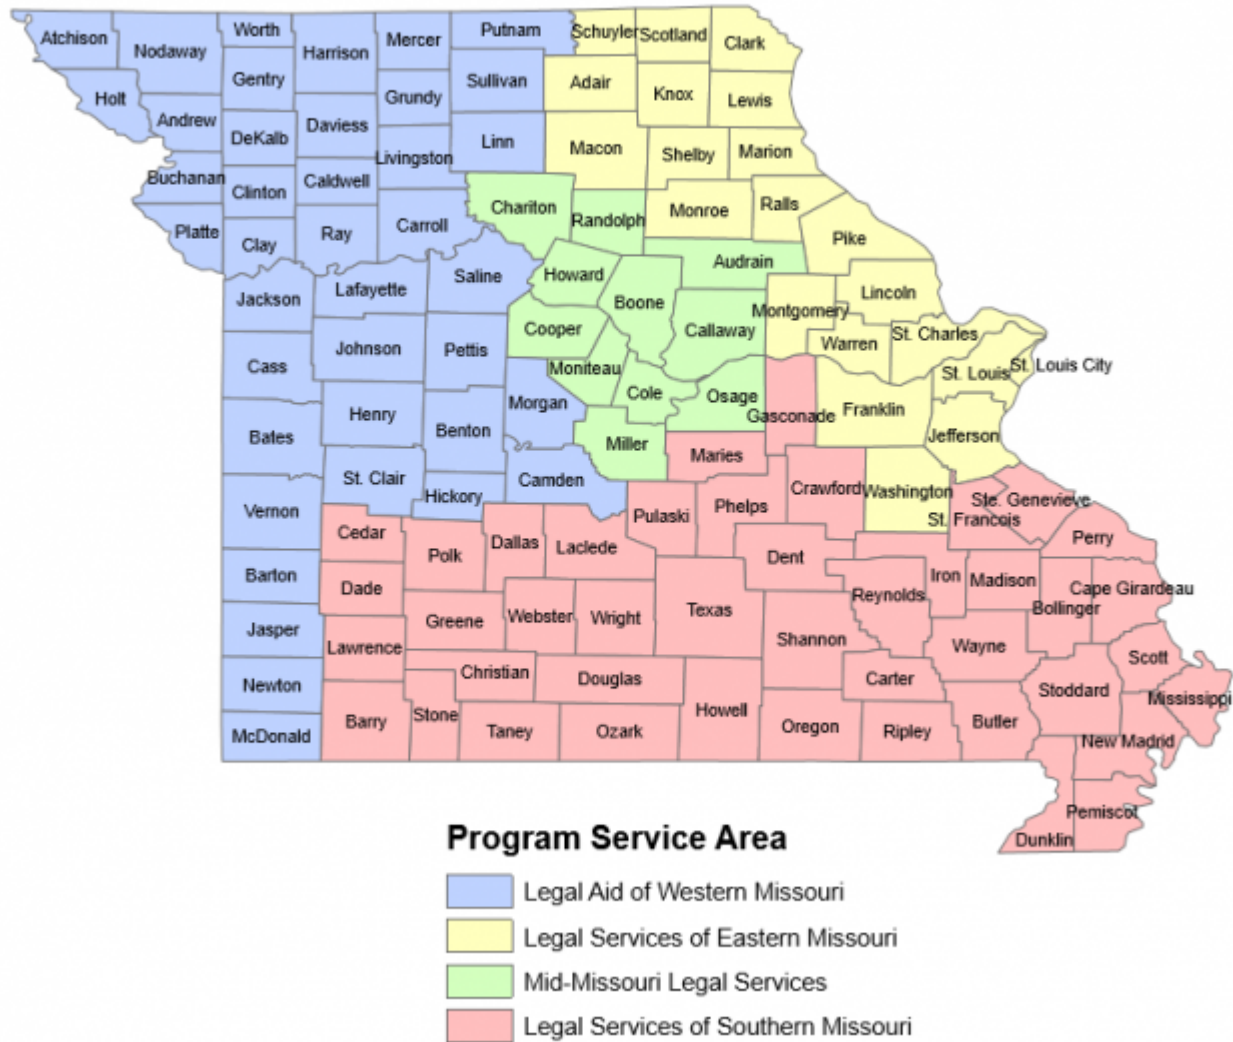 Atchison
Nodaway
Worth
Harrison
Mercer
Putnam
Schuyler
Scotland
Clark
Holt
Gentry
Grundy
Sullivan
Adair
Knox
Lewis
Andrew
DeKalb
Daviess
Livingston
Linn
Macon
Shelby
Marion
Buchanan
Clinton
Caldwell
Chariton
Randolph
Monroe
Ralls
Platte
Clay
Ray
Carroll
Pike
Jackson
Lafayette
Saline
Howard
Boone
Audrain
Lincoln
Montgomery
Cass
Johnson
Pettis
Cooper
Callaway
Warren
St. Charles
Moniteau
St. Louis
St. Louis City
Bates
Henry
Benton
Morgan
Cole
Osage
Gasconade
Franklin
Jefferson
Miller
Maries
Vernon
St. Clair
Hickory
Camden
Pulaski
Phelps
Crawford
Washington
Ste. Genevieve
St. Francois
Perry
Cedar
Polk
Dallas
Laclede
Dent
Barton
Dade
Greene
Webster
Wright
Texas
Reynolds
Iron
Madison
Bollinger
Cape Girardeau
Jasper
Lawrence
Christian
Douglas
Shannon
Wayne
Scott
Newton
Carter
Stoddard
Mississippi
McDonald
Barry
Stone
Taney
Ozark
Howell
Oregon
Ripley
Butler
New Madrid
Pemiscot
Dunklin
Program Service Area
Legal Aid of Western Missouri
Legal Services of Eastern Missouri
Mid-Missouri Legal Services
Legal Services of Southern Missouri